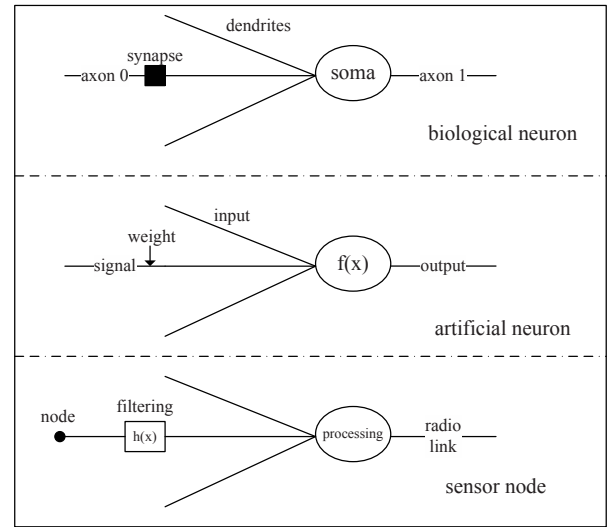 dendrites
synapse
axon 0
soma
axon 1
biological neuron
input
weight
signal
f(x)
output
artificial neuron
filtering
node
h(x)
processing
radio
link
sensor node